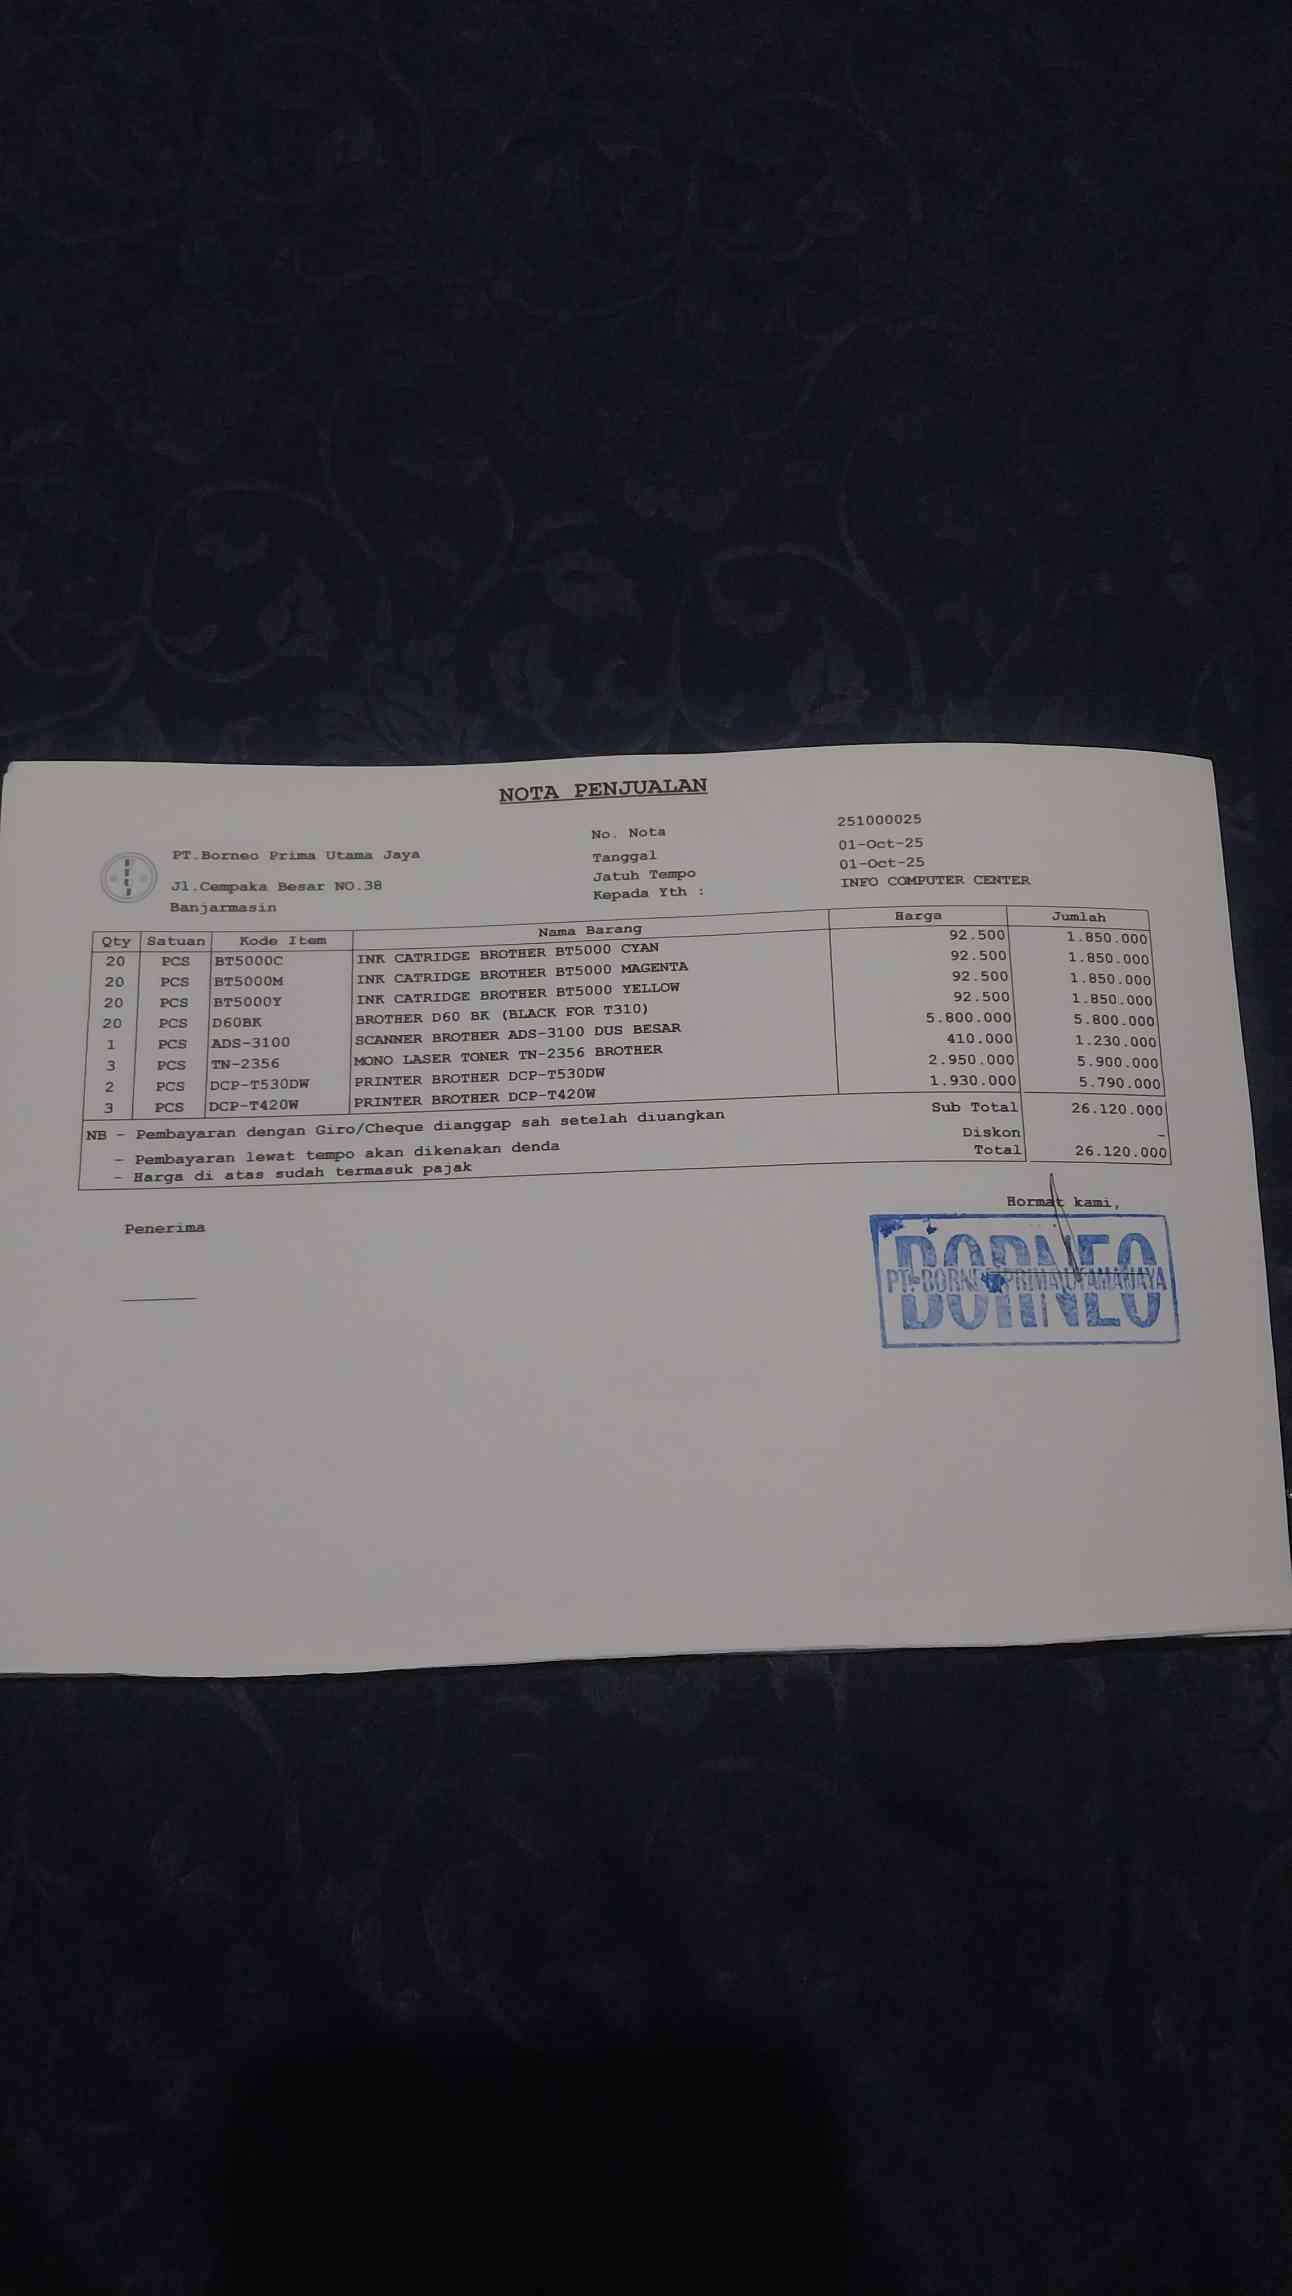 NOTA PENJUALAN
PT.Borneo Prima Utama Jaya
Jl.Cempaka Besar NO.38
Banjarmasin
No. Nota 251000025
Tanggal 01-Oct-25
Jatuh Tempo 01-Oct-25
Kepada Yth : INFO COMPUTER CENTER
Qty Satuan Kode Item Nama Barang Harga Jumlah
20 PCS BT5000C INK CATRIDGE BROTHER BT5000 CYAN 92.500 1.850.000
20 PCS BT5000M INK CATRIDGE BROTHER BT5000 MAGENTA 92.500 1.850.000
20 PCS BT5000Y INK CATRIDGE BROTHER BT5000 YELLOW 92.500 1.850.000
20 PCS D60BK BROTHER D60 BK (BLACK FOR T310) 92.500 1.850.000
1 PCS ADS-3100 SCANNER BROTHER ADS-3100 DUS BESAR 5.800.000 5.800.000
3 PCS TN-2356 MONO LASER TONER TN-2356 BROTHER 410.000 1.230.000
2 PCS DCP-T530DW PRINTER BROTHER DCP-T530DW 2.950.000 5.900.000
3 PCS DCP-T420W PRINTER BROTHER DCP-T420W 1.930.000 5.790.000
NB - Pembayaran dengan Giro/Cheque dianggap sah setelah diuangkan Sub Total 26.120.000
- Pembayaran lewat tempo akan dikenakan denda Diskon -
- Harga di atas sudah termasuk pajak Total 26.120.000
Penerima
Hormat kami,
BORNEO
PT. BORNEO PRIMA UTAMA JAYA